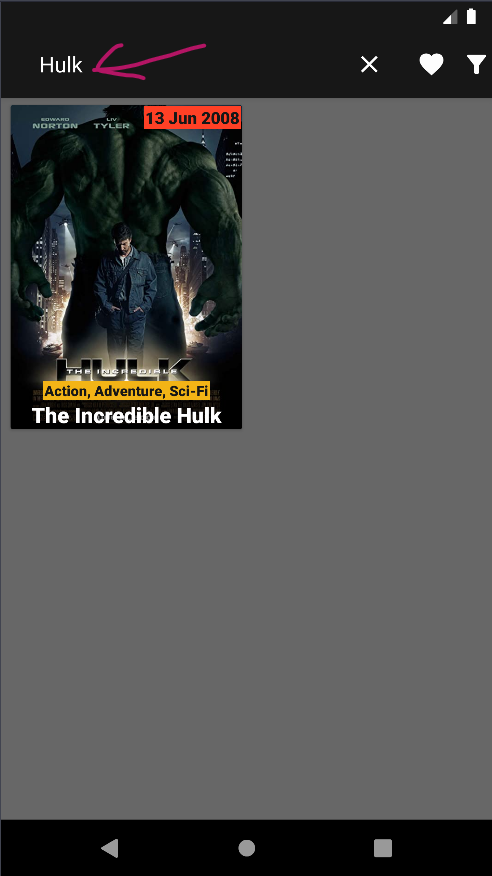 Hulk
13 Jun 2008
EDWARD LIV
NORTON TYLER
THE INCREDIBLE
HULK
Action, Adventure, Sci-Fi
The Incredible Hulk